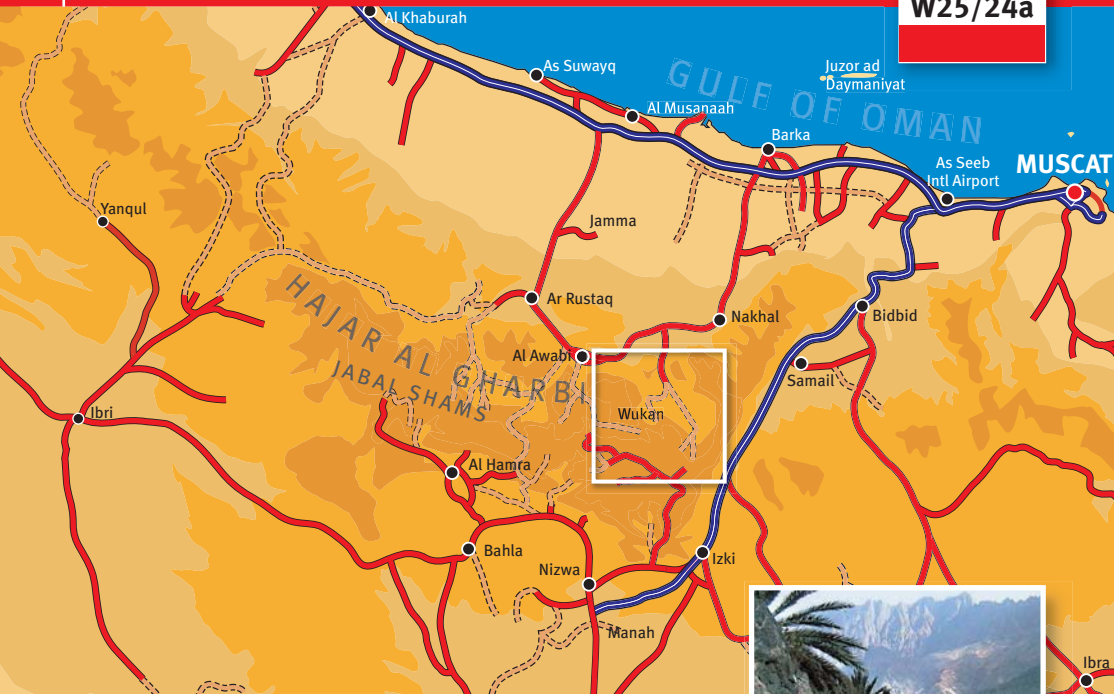 W25/24a
Al Khaburah
As Suwayq
Al Musanaah
GULF OF OMAN
Juzor ad
Daymaniyat
Barka
As Seeb
Intl Airport
MUSCAT
Yanqul
Jamma
Ar Rustaq
Nakhal
Bidbid
HAJAR AL GHARBI
JABAL SHAMS
Al Awabi
Samail
Wukan
Ibri
Al Hamra
Bahla
Nizwa
Izki
Manah
Ibra